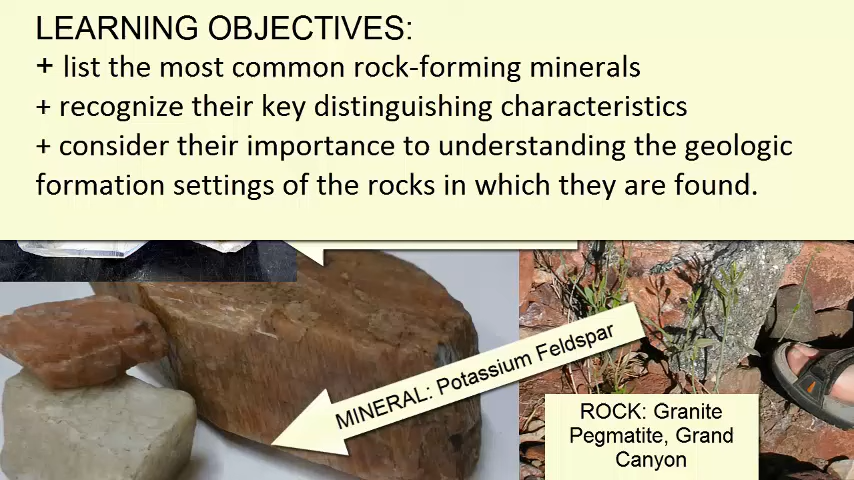 LEARNING OBJECTIVES:
+ list the most common rock-forming minerals
+ recognize their key distinguishing characteristics
+ consider their importance to understanding the geologic
formation settings of the rocks in which they are found.
MINERAL: Potassium Feldspar
ROCK: Granite
Pegmatite, Grand
Canyon